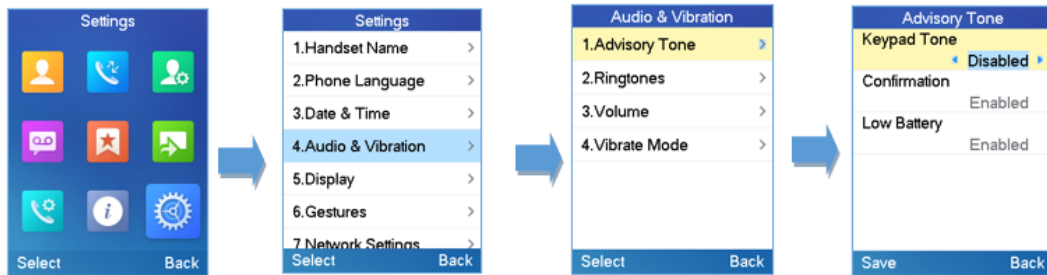 Settings
Select Back
Settings
1.Handset Name
2.Phone Language
3.Date & Time
4.Audio & Vibration
5.Display
6.Gestures
7.Network Settings
Select Back
Audio & Vibration
1.Advisory Tone
2.Ringtones
3.Volume
4.Vibrate Mode
Select Back
Advisory Tone
Keypad Tone
Disabled
Confirmation
Enabled
Low Battery
Enabled
Save Back